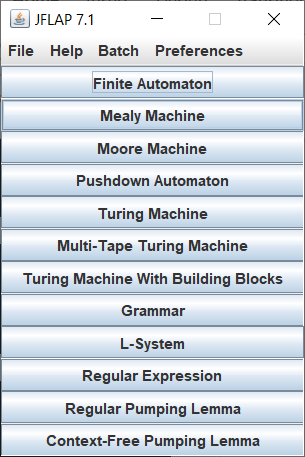 JFLAP 7.1
File Help Batch Preferences
Finite Automaton
Mealy Machine
Moore Machine
Pushdown Automaton
Turing Machine
Multi-Tape Turing Machine
Turing Machine With Building Blocks
Grammar
L-System
Regular Expression
Regular Pumping Lemma
Context-Free Pumping Lemma